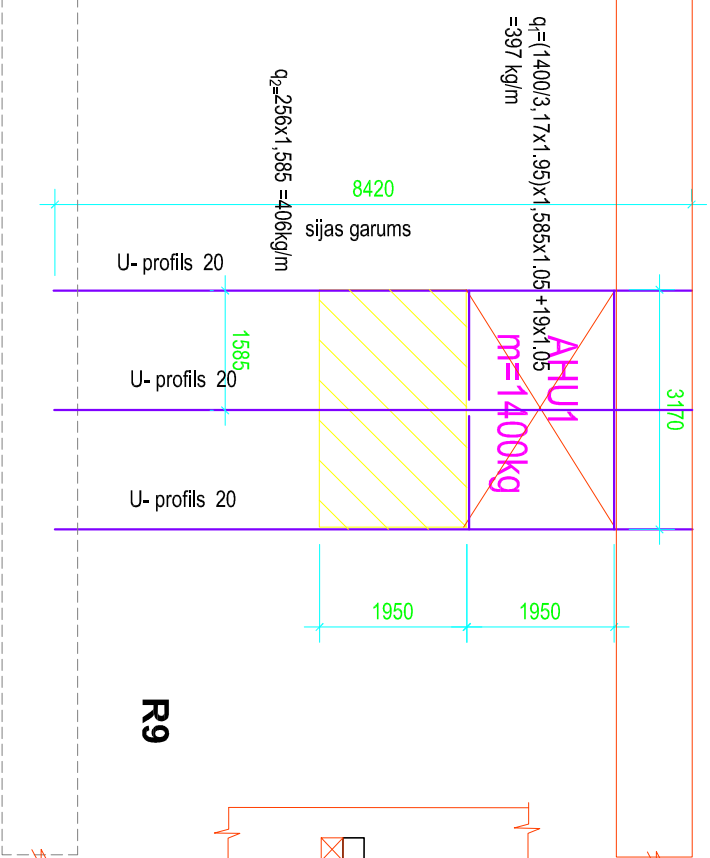 q₁=(1400/3,17x1.95)x1,585x1.05 +19x1.05
=397 kg/m
q₂=256x1,585 =406kg/m
8420
sijas garums
U- profils 20
1585
U- profils 20
U- profils 20
AHU1
m=1400kg
3170
1950
1950
R9